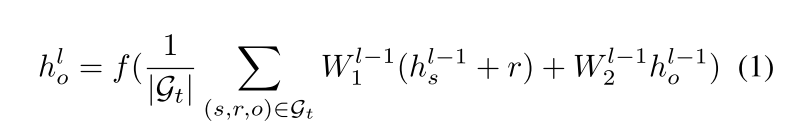 h_o^l = f(\frac{1}{|\mathcal{G}_t|} \sum_{(s,r,o) \in \mathcal{G}_t} W_1^{l-1}(h_s^{l-1} + r) + W_2^{l-1} h_o^{l-1}) (1)